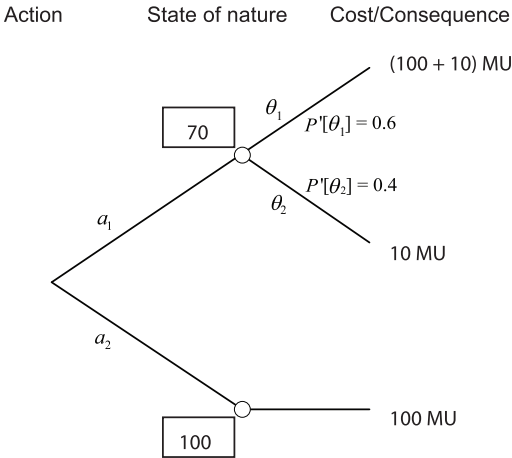 Action State of nature Cost/Consequence
(100 + 10) MU
θ₁
P'[θ₁] = 0.6
70
P'[θ₂] = 0.4
θ₂
a₁
10 MU
a₂
100 MU
100